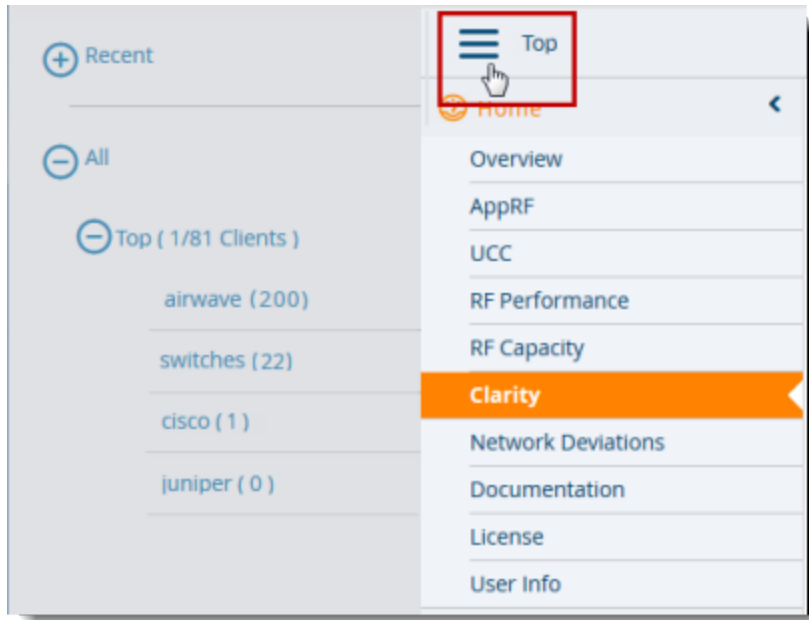 Recent
All
Top ( 1/81 Clients )
airwave (200)
switches (22)
cisco ( 1 )
juniper ( 0 )
Top
Home
Overview
AppRF
UCC
RF Performance
RF Capacity
Clarity
Network Deviations
Documentation
License
User Info